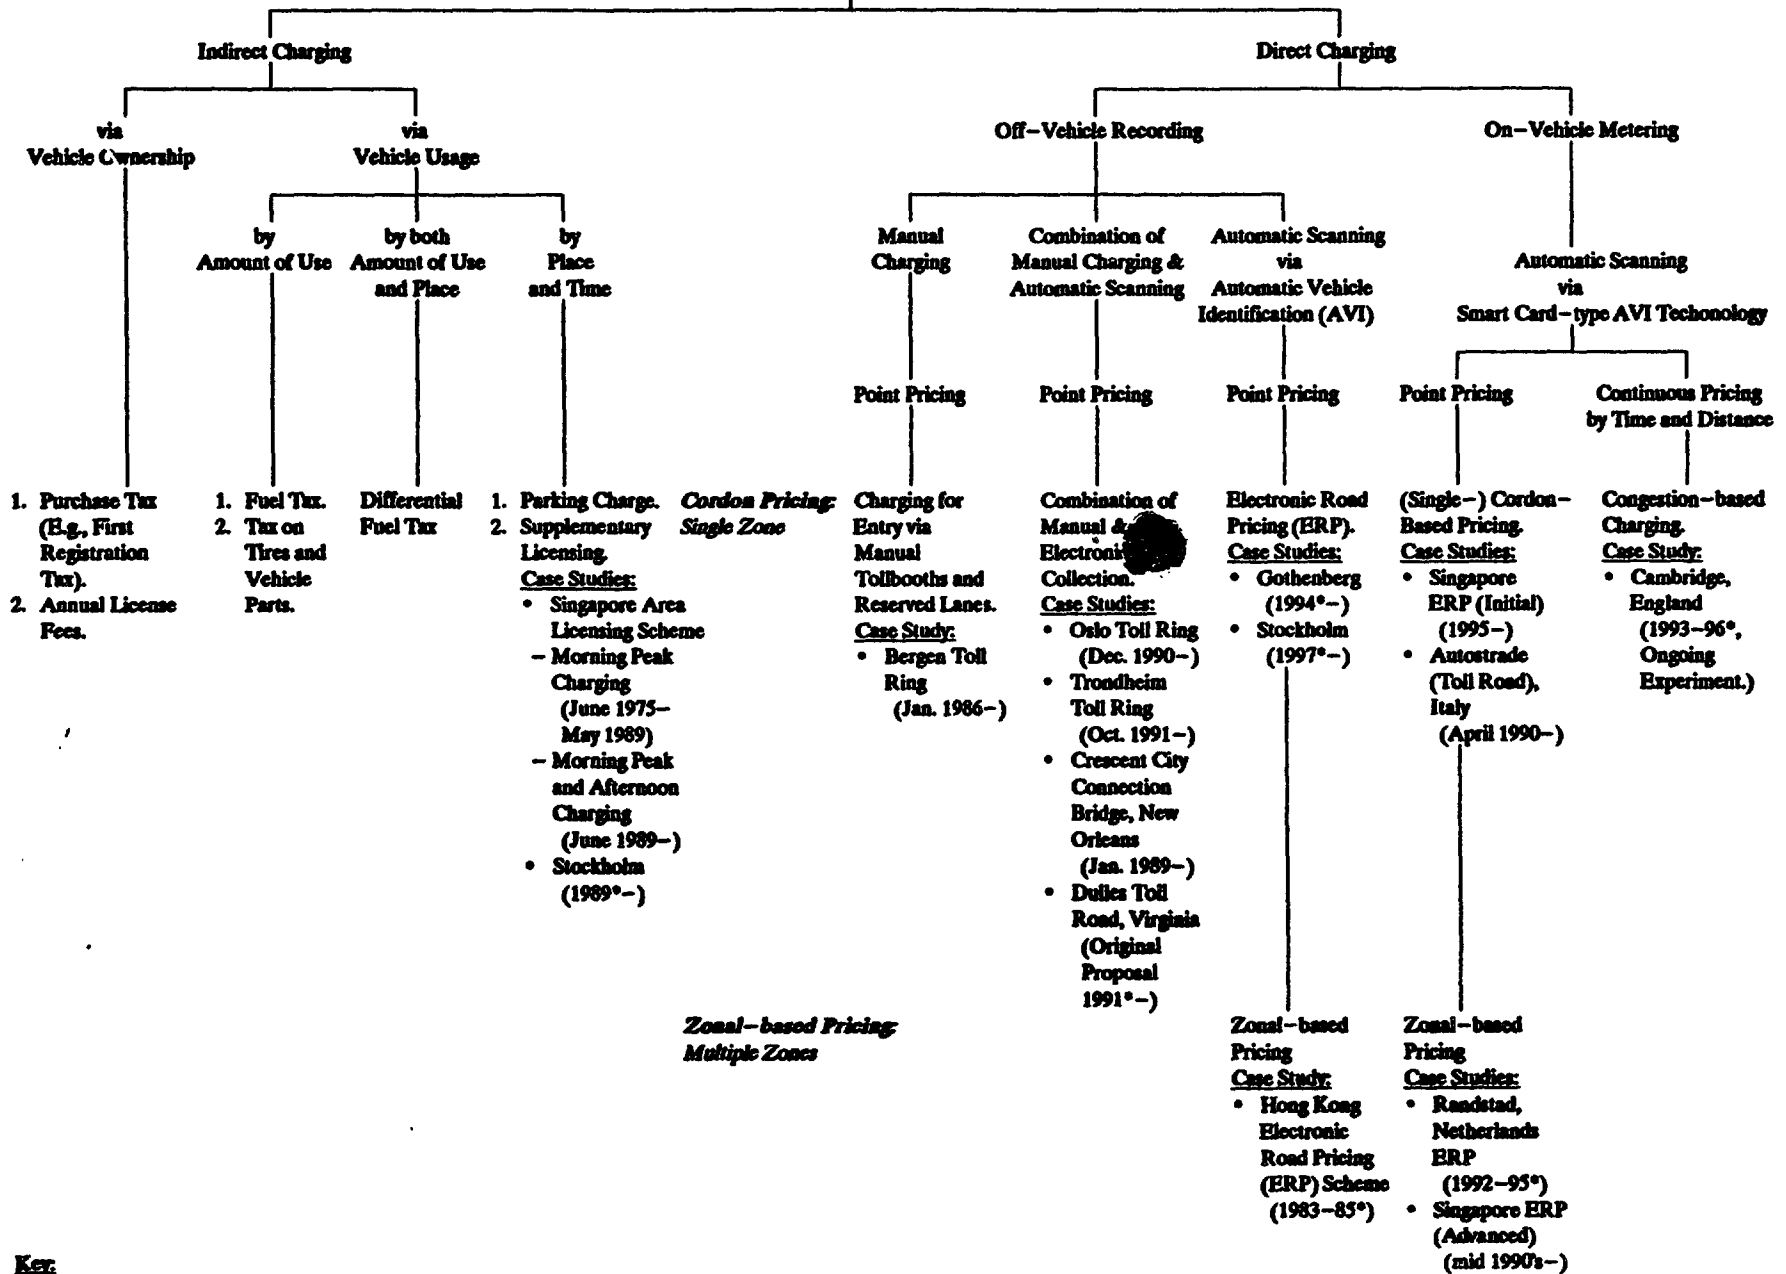 Indirect Charging
Direct Charging
via
Vehicle Ownership
via
Vehicle Usage
Off-Vehicle Recording
On-Vehicle Metering
by
Amount of Use
by both
Amount of Use
and Place
by
Place
and Time
Manual
Charging
Combination of
Manual Charging &
Automatic Scanning
Automatic Scanning
via
Automatic Vehicle
Identification (AVI)
Automatic Scanning
via
Smart Card-type AVI Techonology
Point Pricing
Point Pricing
Point Pricing
Point Pricing
Continuous Pricing
by Time and Distance
1. Purchase Tax
(E.g., First
Registration
Tax).
2. Annual License
Fees.
1. Fuel Tax.
2. Tax on
Tires and
Vehicle
Parts.
Differential
Fuel Tax
1. Parking Charge.
2. Supplementary
Licensing.
Case Studies:
• Singapore Area
Licensing Scheme
- Morning Peak
Charging
(June 1975-
May 1989)
- Morning Peak
and Afternoon
Charging
(June 1989-)
• Stockholm
(1989*-)
Cordon Pricing:
Single Zone
Charging for
Entry via
Manual
Tollbooths and
Reserved Lanes.
Case Study:
• Bergen Toll
Ring
(Jan. 1986-)
Combination of
Manual &
Electronic
Collection.
Case Studies:
• Oslo Toll Ring
(Dec. 1990-)
• Trondheim
Toll Ring
(Oct. 1991-)
• Crescent City
Connection
Bridge, New
Orleans
(Jan. 1989-)
• Dulles Toll
Road, Virginia
(Original
Proposal
1991*-)
Electronic Road
Pricing (ERP).
Case Studies:
• Gothenberg
(1994*-)
• Stockholm
(1997*-)
(Single-) Cordon-
Based Pricing.
Case Studies:
• Singapore
ERP (Initial)
(1995-)
• Autostrade
(Toll Road),
Italy
(April 1990-)
Congestion-based
Charging.
Case Study:
• Cambridge,
England
(1993-96*,
Ongoing
Experiment.)
Zonal-based Pricing:
Multiple Zones
Zonal-based
Pricing
Case Study:
• Hong Kong
Electronic
Road Pricing
(ERP) Scheme
(1983-85*)
Zonal-based
Pricing
Case Studies:
• Randstad,
Netherlands
ERP
(1992-95*)
• Singapore ERP
(Advanced)
(mid 1990's-)
Key: